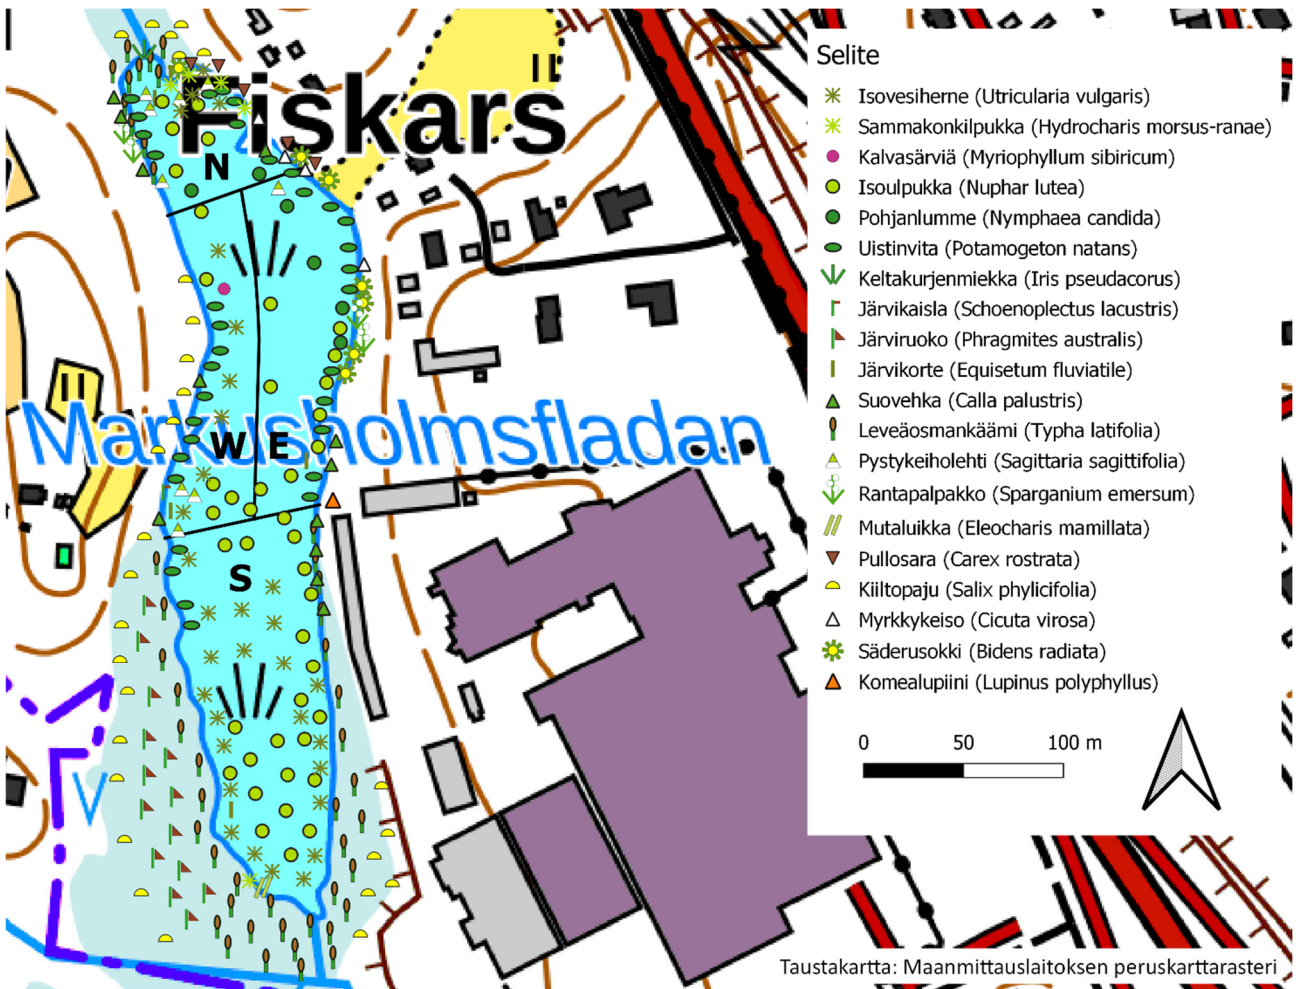 Fiskars
N
Markusholmsfladan
W E
S
Selite
Isovesiherne (Utricularia vulgaris)
Sammakonkilpukka (Hydrocharis morsus-ranae)
Kalvasärviä (Myriophyllum sibiricum)
Isoulpukka (Nuphar lutea)
Pohjanlumme (Nymphaea candida)
Uistinvita (Potamogeton natans)
Keltakurjenmiekka (Iris pseudacorus)
Järvikaisla (Schoenoplectus lacustris)
Järviruoko (Phragmites australis)
Järvikorte (Equisetum fluviatile)
Suovehka (Calla palustris)
Leveäosmankäämi (Typha latifolia)
Pystykeiholehti (Sagittaria sagittifolia)
Rantapalpakko (Sparganium emersum)
Mutaluikka (Eleocharis mamillata)
Pullosara (Carex rostrata)
Kiiltopaju (Salix phylicifolia)
Myrkkykeiso (Cicuta virosa)
Säderusokki (Bidens radiata)
Komealupiini (Lupinus polyphyllus)
0 50 100 m
Taustakartta: Maanmittauslaitoksen peruskarttarasteri